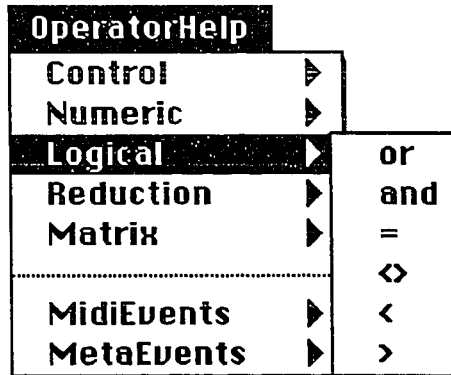 OperatorHelp
Control
Numeric
Logical
Reduction
Matrix
MidiEvents
MetaEvents
or
and
=
<>
<
>